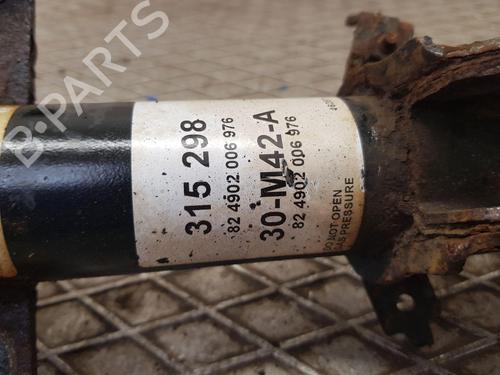 B-PARTS
315 298
82 4902 006 976
30-M42-A
82 4902 006 976
DO NOT OPEN
GAS PRESSURE